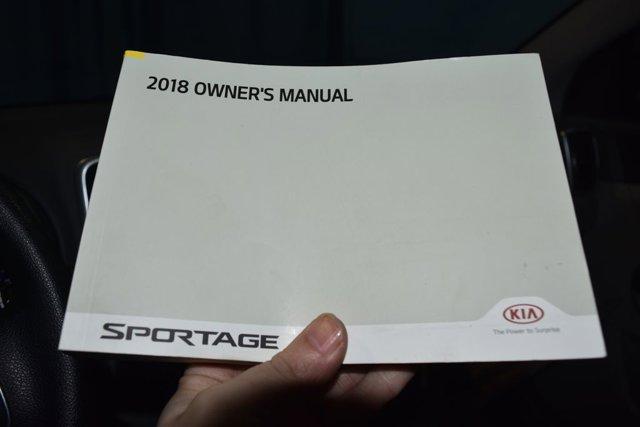 2018 OWNER'S MANUAL
SPORTAGE
KIA
The Power to Surprise